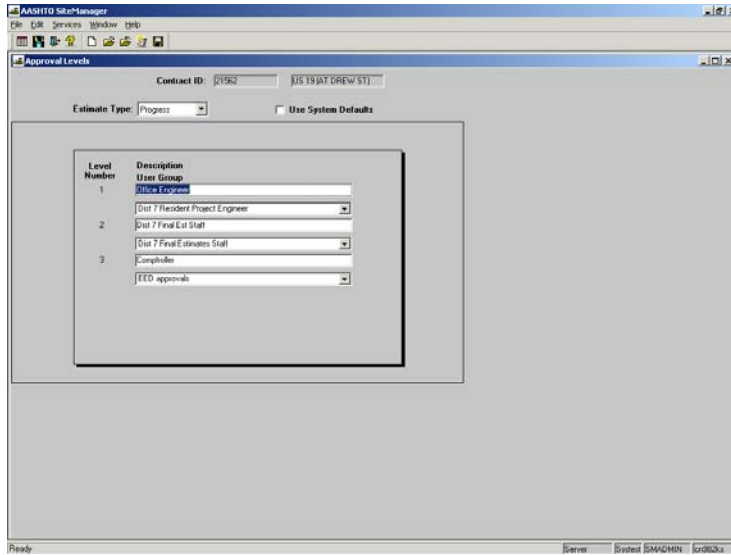 AASHTO SiteManager
File Edit Services Window Help
Approval Levels
Contract ID: 21562 US 19 (AT DREW ST)
Estimate Type: Progress Use System Defaults
Level Number Description User Group
1 Office Engineer
Dist 7 Resident Project Engineer
2 Dist 7 Final Est Staff
Dist 7 Final Estimates Staff
3 Comptroller
EED approvals
Ready Server Systest SMADMIN cn982ks